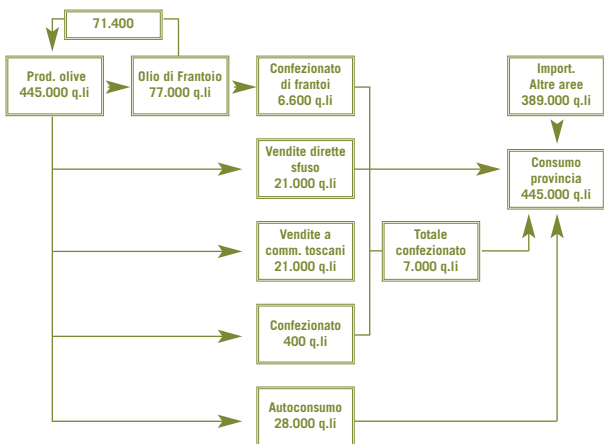 71.400
Prod. olive
445.000 q.li
Olio di Frantoio
77.000 q.li
Confezionato
di frantoi
6.600 q.li
Import.
Altre aree
389.000 q.li
Vendite dirette
sfuso
21.000 q.li
Consumo
provincia
445.000 q.li
Vendite a
comm. toscani
21.000 q.li
Totale
confezionato
7.000 q.li
Confezionato
400 q.li
Autoconsumo
28.000 q.li